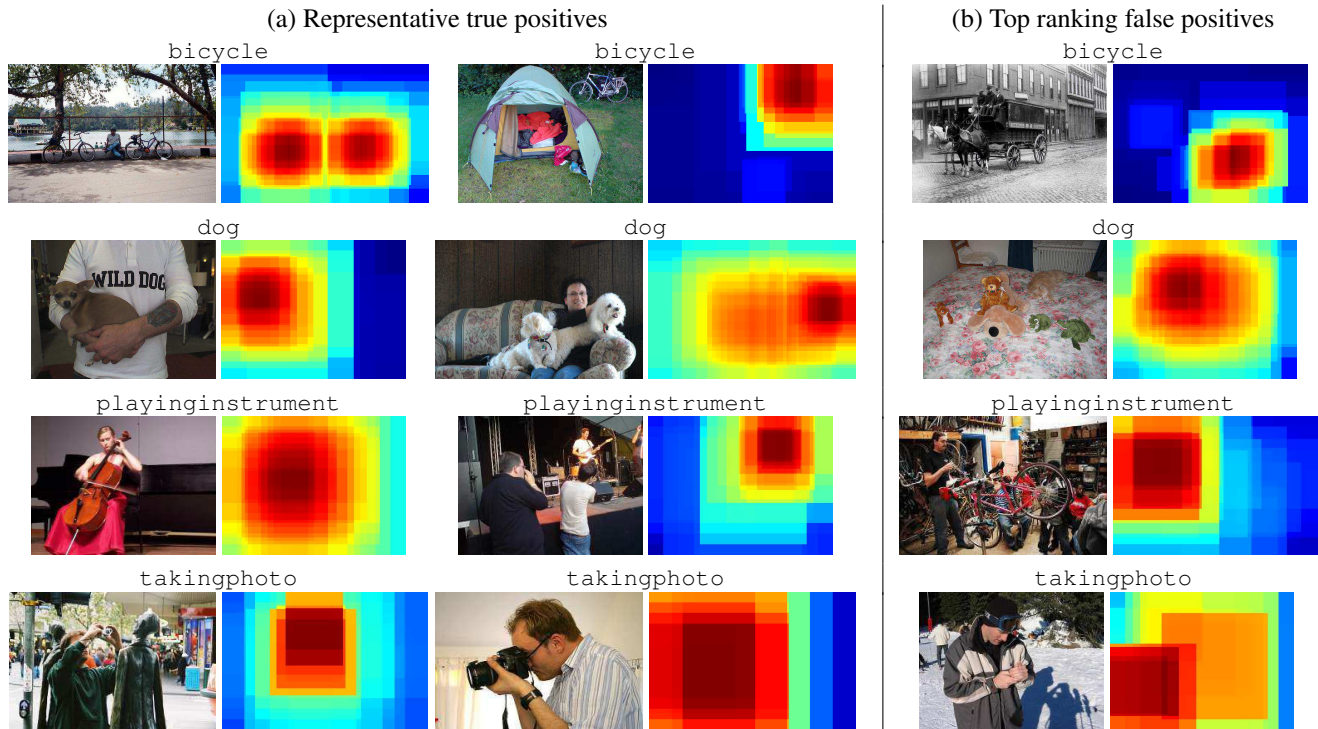 (a) Representative true positives
(b) Top ranking false positives
bicycle
bicycle
bicycle
dog
dog
dog
WILD DOG
playinginstrument
playinginstrument
playinginstrument
takingphoto
takingphoto
takingphoto